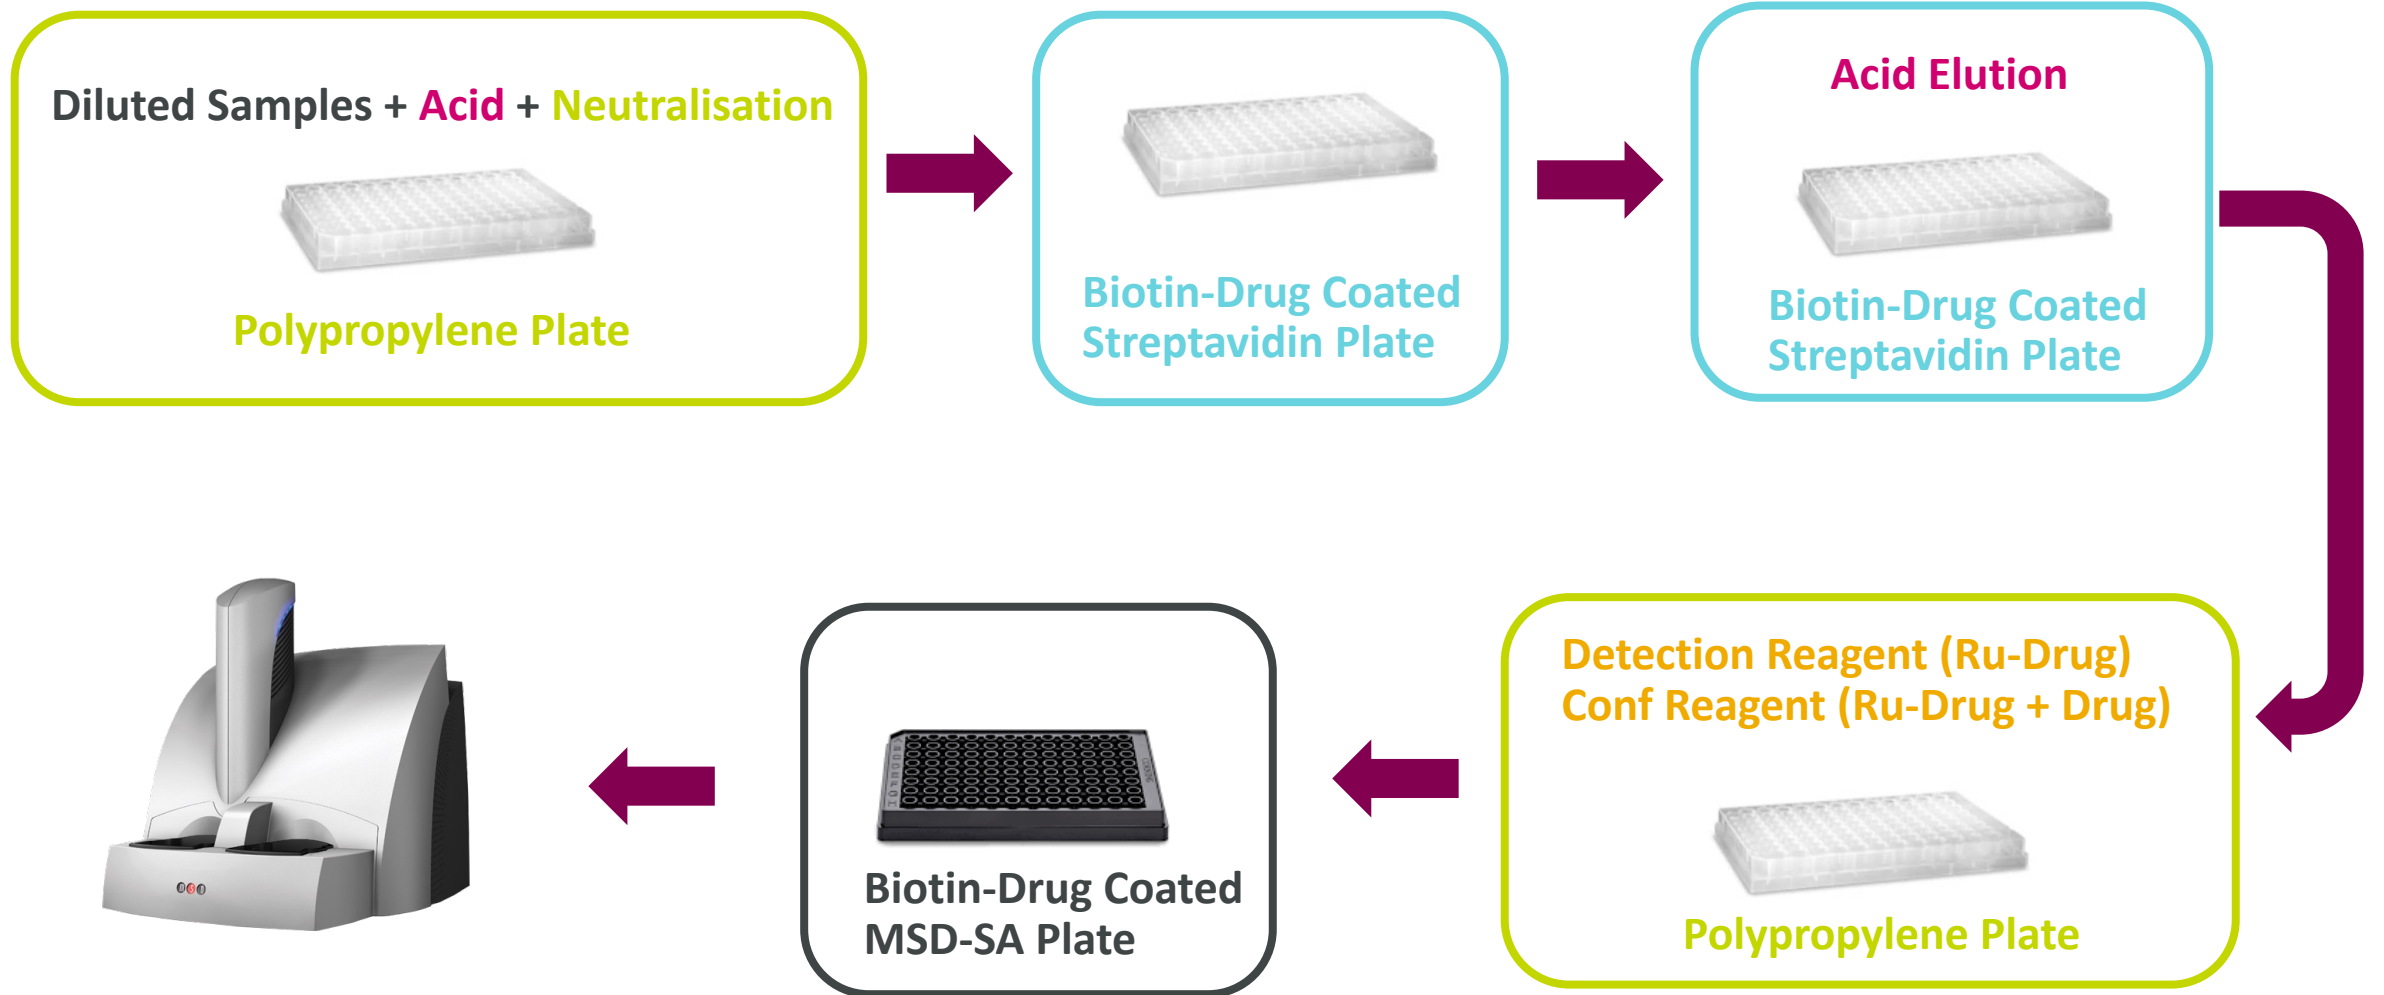 Diluted Samples + Acid + Neutralisation
Polypropylene Plate
Biotin-Drug Coated
Streptavidin Plate
Acid Elution
Biotin-Drug Coated
Streptavidin Plate
Detection Reagent (Ru-Drug)
Conf Reagent (Ru-Drug + Drug)
Polypropylene Plate
Biotin-Drug Coated
MSD-SA Plate